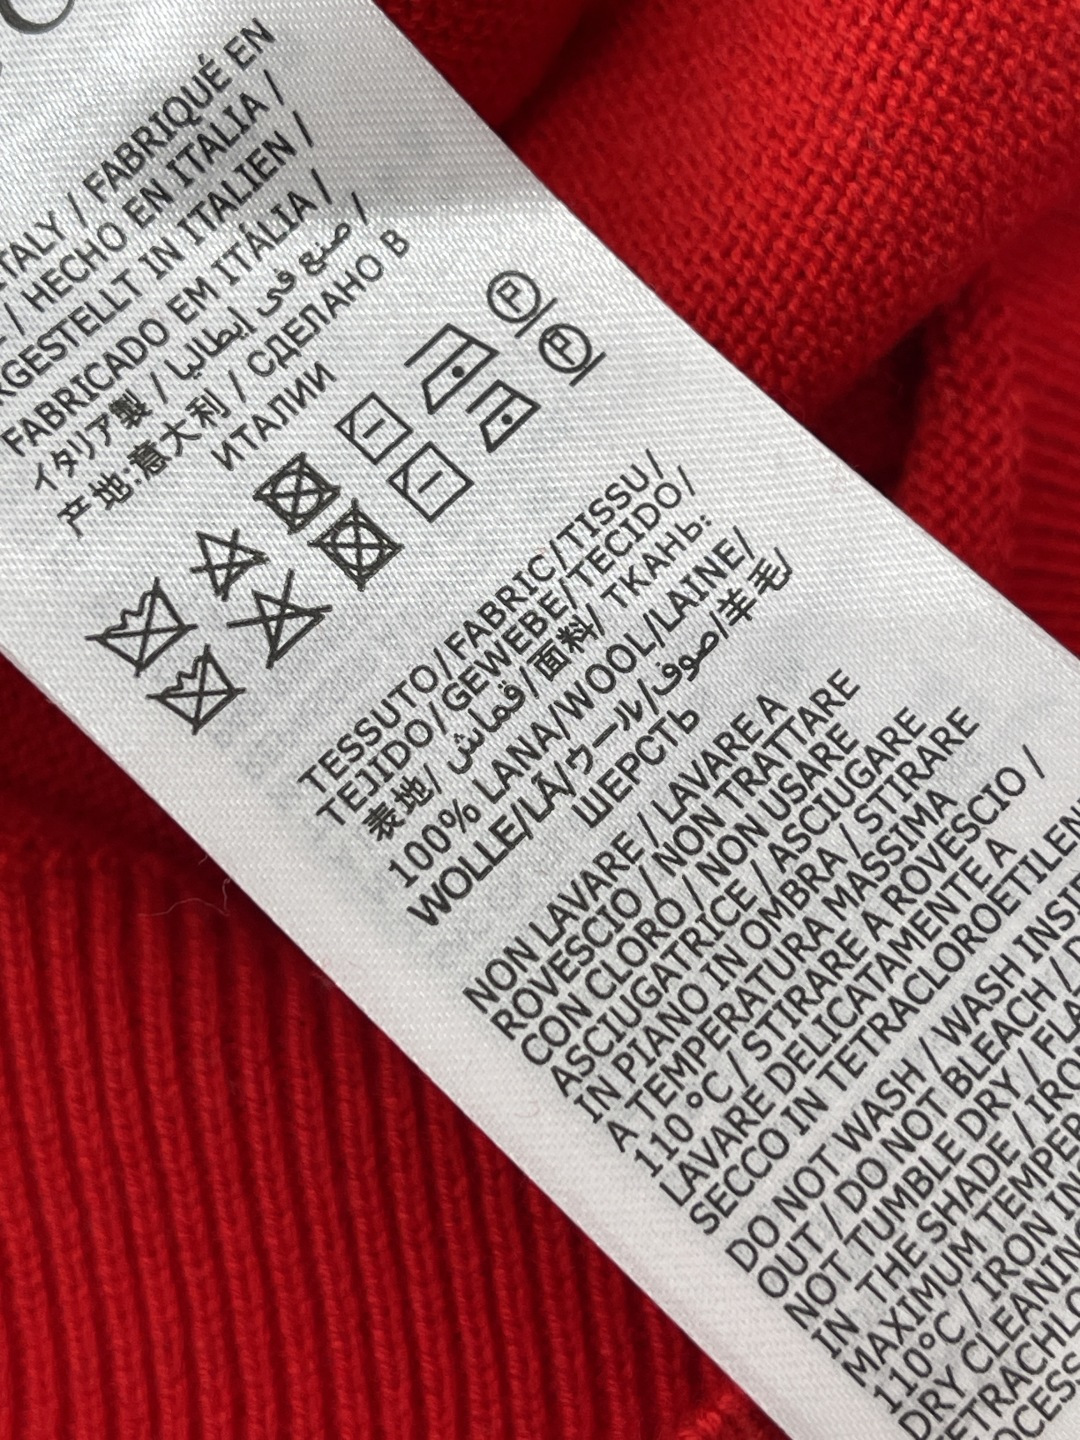 ITALY / FABRIQUÉ EN
/ HECHO EN ITALIA /
RGESTELLT IN ITALIEN /
FABRICADO EM ITÁLIA /
イタリア製 / صنع في ايطاليا /
产地:意大利 / СДЕЛАНО В
ИТАЛИИ
P
P
TESSUTO/FABRIC/TISSU/
TEJIDO/GEWEBE/TECIDO/
表地/ قماش/面料/ ТКАНЬ:
100% LANA/WOOL/LAINE/
WOLLE/LÃ/ウール/صوف/羊毛/
ШЕРСТЬ
NON LAVARE / LAVARE A
ROVESCIO / NON TRATTARE
CON CLORO / NON USARE
ASCIUGATRICE / ASCIUGARE
IN PIANO IN OMBRA / STIRARE
A TEMPERATURA MASSIMA
110 °C / STIRARE A ROVESCIO /
LAVARE DELICATAMENTE A
SECCO IN TETRACLOROETILEN
DO NOT WASH / WASH INSI
OUT / DO NOT BLEACH / D
NOT TUMBLE DRY / FLA
IN THE SHADE / IRO
MAXIMUM TEMPER
110°C / IRON IN
DRY CLEANIN
TETRACHLO
OCESS